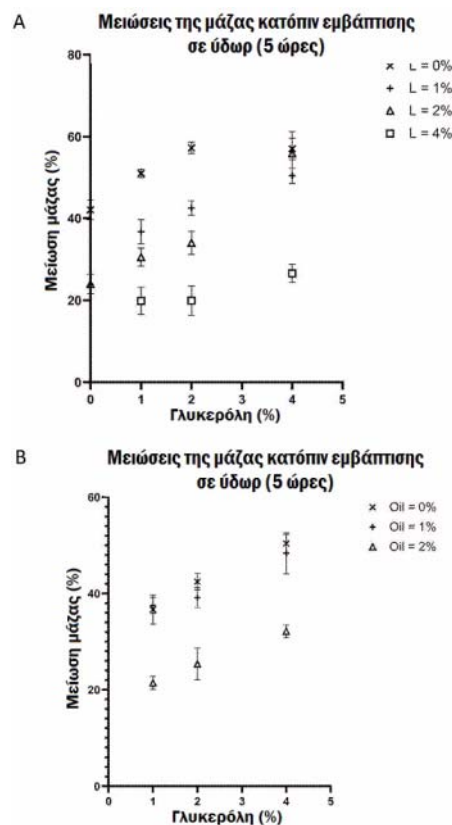 A
Μειώσεις της μάζας κατόπιν εμβάπτισης
σε ύδωρ (5 ώρες)
L = 0%
L = 1%
L = 2%
L = 4%
Μείωση μάζας (%)
80
60
40
20
0
0 1 2 3 4 5
Γλυκερόλη (%)
B
Μειώσεις της μάζας κατόπιν εμβάπτισης
σε ύδωρ (5 ώρες)
Oil = 0%
Oil = 1%
Oil = 2%
Μείωση μάζας (%)
60
40
20
0
0 1 2 3 4 5
Γλυκερόλη (%)